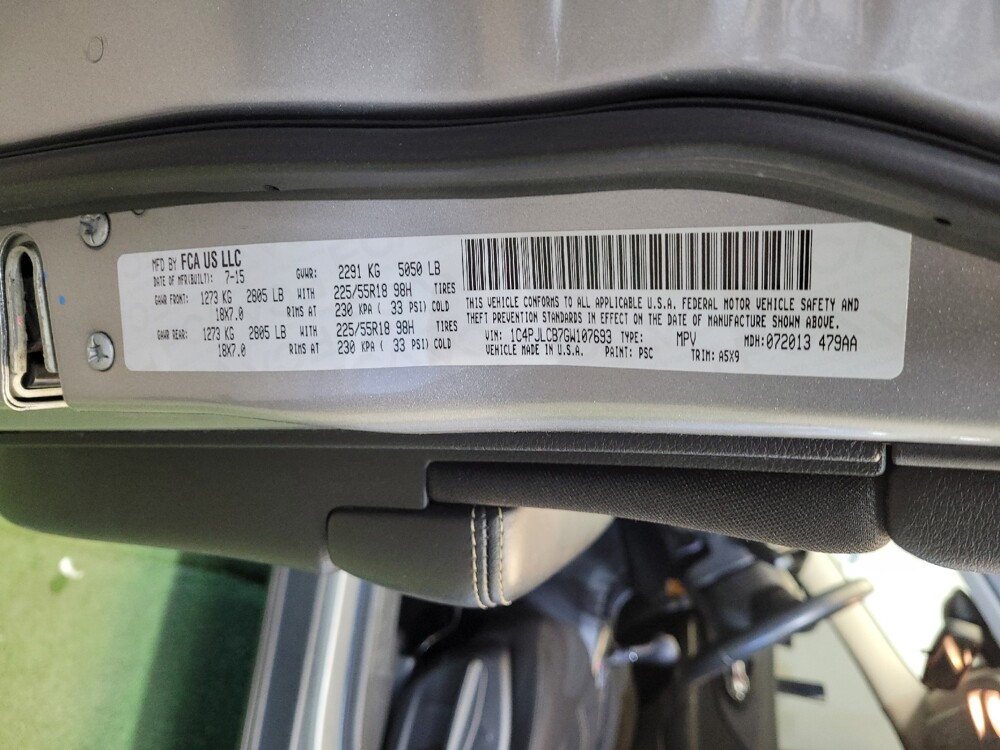 MFD BY FCA US LLC
DATE OF MFR(BUILT): 7-15 GVWR: 2291 KG 5050 LB
GAWR FRONT: 1273 KG 2805 LB WITH 225/55R18 98H TIRES
18X7.0 RIMS AT 230 KPA ( 33 PSI) COLD
GAWR REAR: 1273 KG 2805 LB WITH 225/55R18 98H TIRES
18X7.0 RIMS AT 230 KPA ( 33 PSI) COLD
THIS VEHICLE CONFORMS TO ALL APPLICABLE U.S.A. FEDERAL MOTOR VEHICLE SAFETY AND
THEFT PREVENTION STANDARDS IN EFFECT ON THE DATE OF MANUFACTURE SHOWN ABOVE.
VIN: 1C4PJLCB7GW107693 TYPE: MPV MDH: 072013 479AA
VEHICLE MADE IN U.S.A. PAINT: PSC TRIM: A5X9